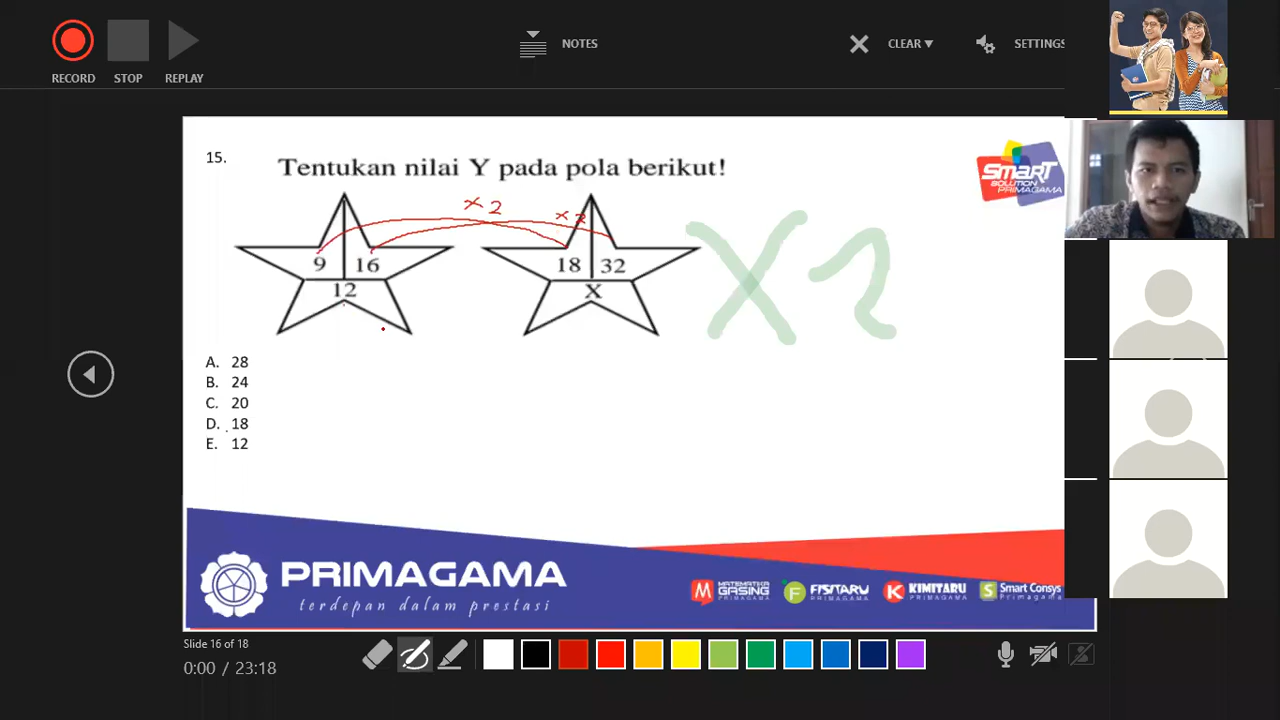 RECORD
STOP
REPLAY
NOTES
CLEAR
SETTINGS
15.
Tentukan nilai Y pada pola berikut!
SMART
SOLUTION
PRIMAGAMA
x 2
x 2
9
16
12
18
32
X
X2
A. 28
B. 24
C. 20
D. 18
E. 12
PRIMAGAMA
terdepan dalam prestasi
MATEMATIKA
GASING
PRIMAGAMA
FISITARU
PRIMAGAMA
KIMITARU
PRIMAGAMA
Smart Consys
Primagama
Slide 16 of 18
0:00 / 23:18